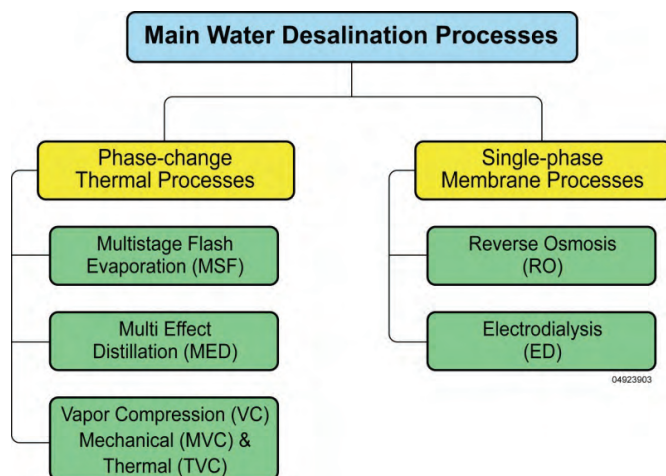 Main Water Desalination Processes
Phase-change
Thermal Processes
Multistage Flash
Evaporation (MSF)
Multi Effect
Distillation (MED)
Vapor Compression (VC)
Mechanical (MVC) &
Thermal (TVC)
Single-phase
Membrane Processes
Reverse Osmosis
(RO)
Electrodialysis
(ED)
04923903